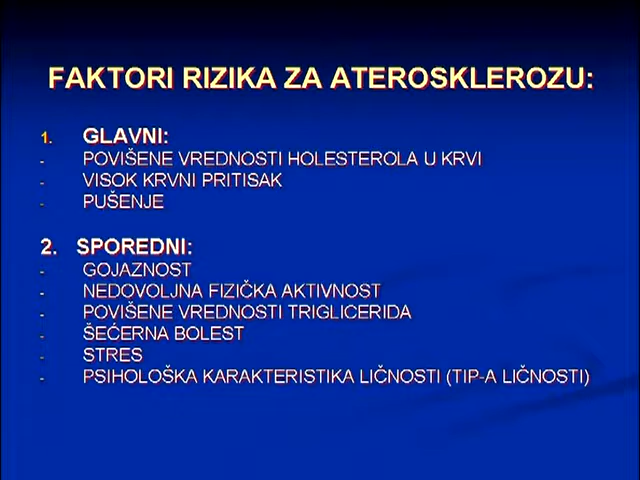 FAKTORI RIZIKA ZA ATEROSKLEROZU:
1. GLAVNI:
- POVIŠENE VREDNOSTI HOLESTEROLA U KRVI
- VISOK KRVNI PRITISAK
- PUŠENJE
2. SPOREDNI:
- GOJAZNOST
- NEDOVOLJNA FIZIČKA AKTIVNOST
- POVIŠENE VREDNOSTI TRIGLICERIDA
- ŠEĆERNA BOLEST
- STRES
- PSIHOLOŠKA KARAKTERISTIKA LIČNOSTI (TIP-A LIČNOSTI)